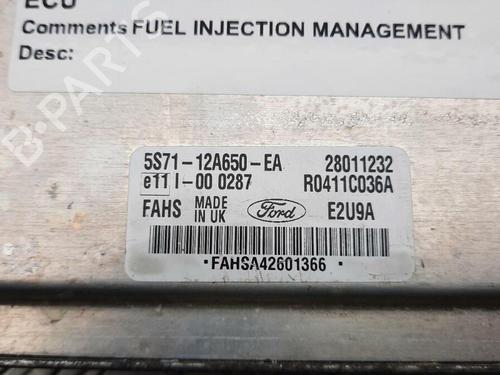 ECU
Comments FUEL INJECTION MANAGEMENT
Desc:
B-PARTS
5S71-12A650-EA 28011232
e11 I-00 0287 R0411C036A
FAHS MADE IN UK Ford E2U9A
•FAHSA42601366•